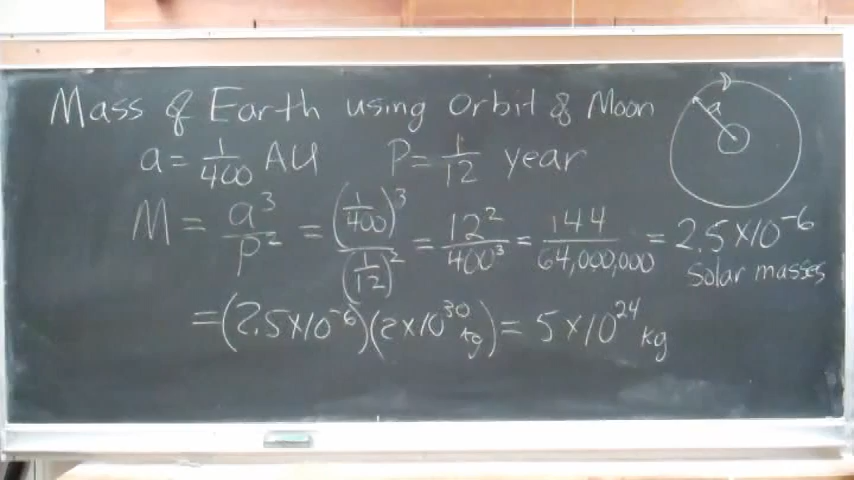 Mass of Earth using Orbit of Moon
a
a = 1/400 AU P = 1/12 year
M = a³/P² = (1/400)³/(1/12)² = 12²/400³ = 144/64,000,000 = 2.5×10⁻⁶
solar masses
= (2.5×10⁻⁶)(2×10³⁰ kg) = 5×10²⁴ kg